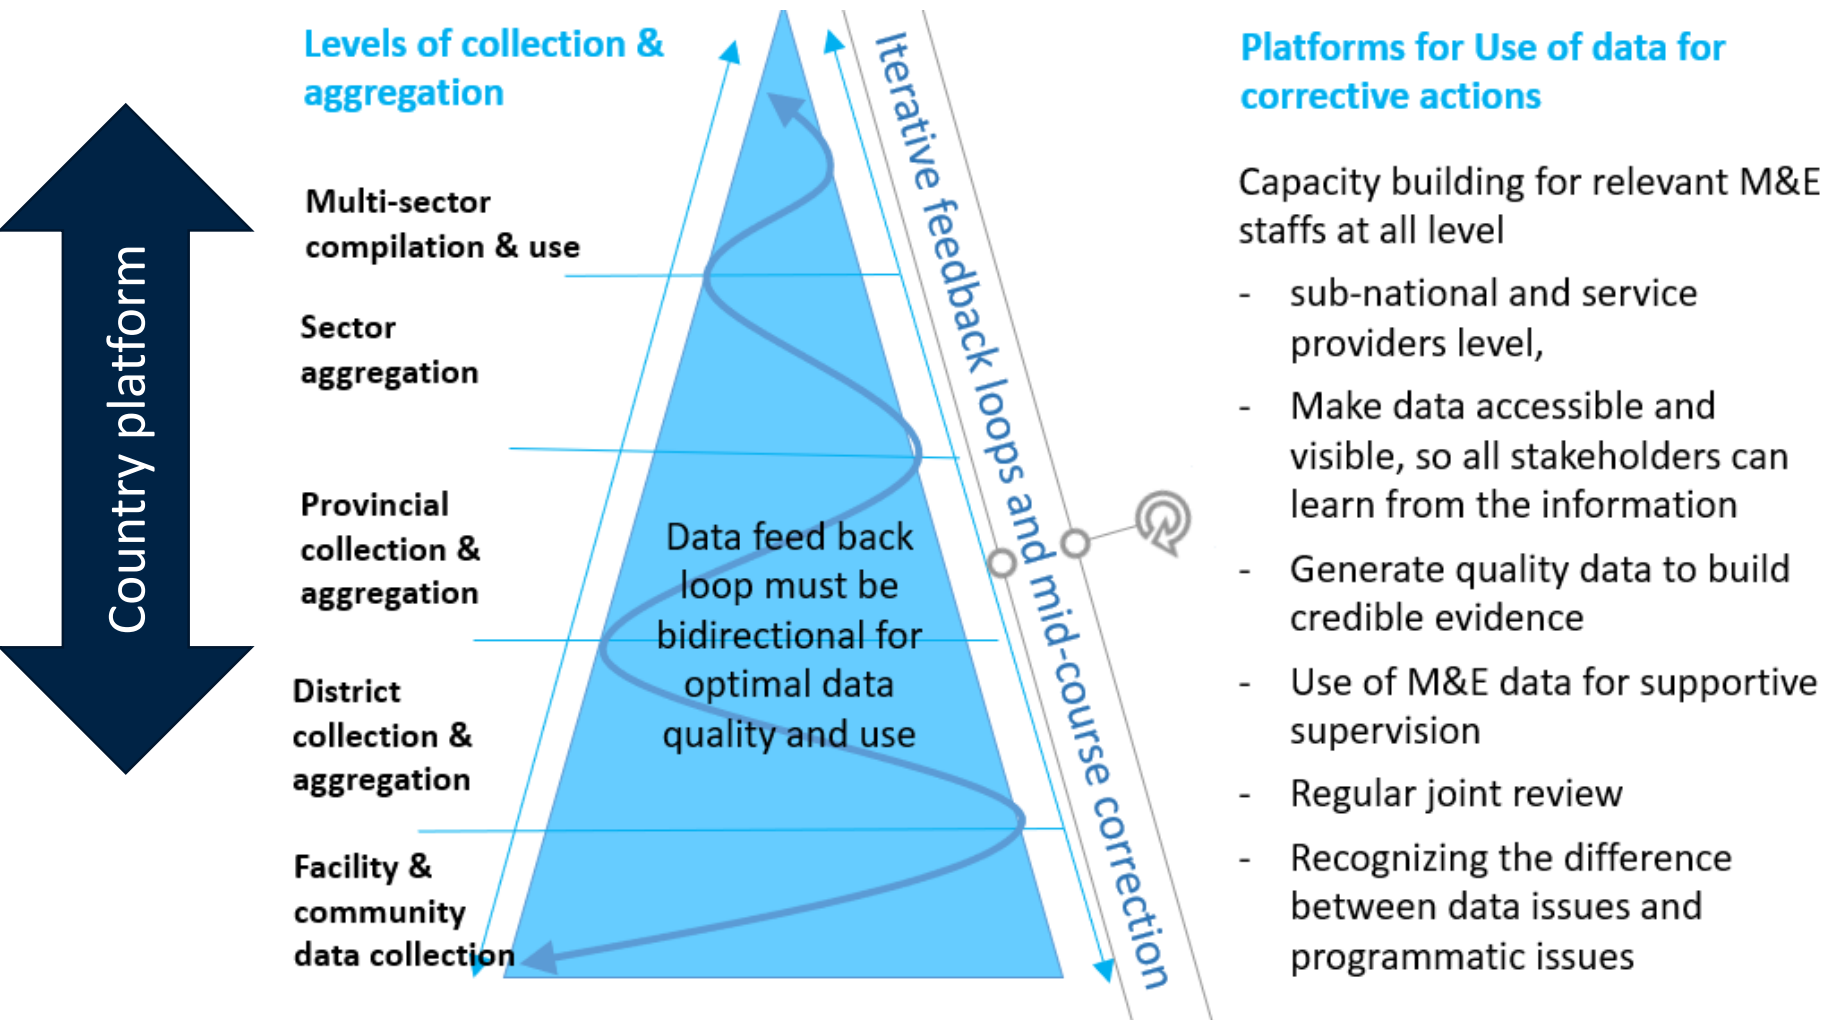 Country platform
Levels of collection &
aggregation
Multi-sector
compilation & use
Sector
aggregation
Provincial
collection &
aggregation
District
collection &
aggregation
Facility &
community
data collection
Data feed back
loop must be
bidirectional for
optimal data
quality and use
Iterative feedback loops and mid-course correction
Platforms for Use of data for
corrective actions
Capacity building for relevant M&E
staffs at all level
- sub-national and service
providers level,
- Make data accessible and
visible, so all stakeholders can
learn from the information
- Generate quality data to build
credible evidence
- Use of M&E data for supportive
supervision
- Regular joint review
- Recognizing the difference
between data issues and
programmatic issues